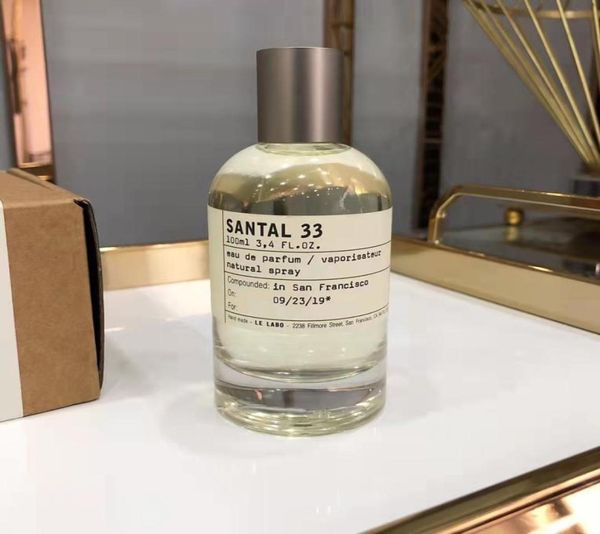 SANTAL 33
100ml 3,4 FL.OZ.
eau de parfum / vaporisateur
natural spray
Compounded: in San Francisco
On: 09/23/19*
For:
Hand made - LE LABO - 2238 Fillmore Street, San Francisco, CA